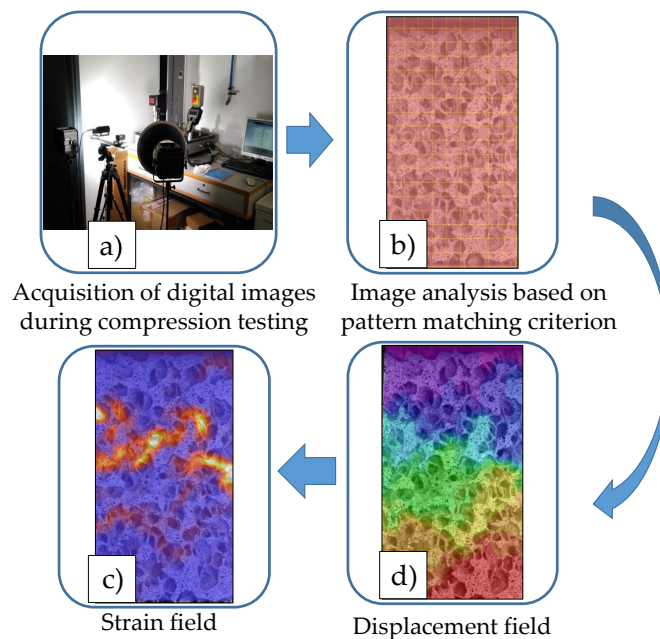 a)
b)
Acquisition of digital images
during compression testing
Image analysis based on
pattern matching criterion
c)
d)
Strain field
Displacement field